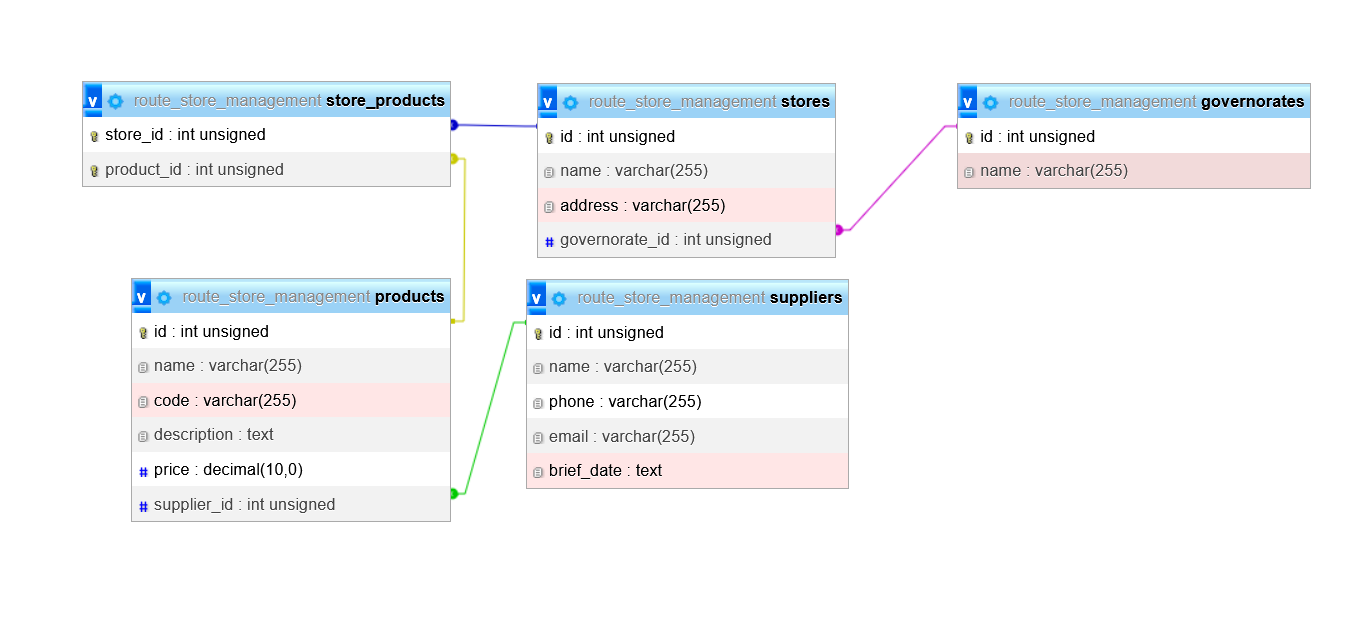 v route_store_management store_products
store_id : int unsigned
product_id : int unsigned
v route_store_management stores
id : int unsigned
name : varchar(255)
address : varchar(255)
# governorate_id : int unsigned
v route_store_management governorates
id : int unsigned
name : varchar(255)
v route_store_management products
id : int unsigned
name : varchar(255)
code : varchar(255)
description : text
# price : decimal(10,0)
# supplier_id : int unsigned
v route_store_management suppliers
id : int unsigned
name : varchar(255)
phone : varchar(255)
email : varchar(255)
brief_date : text